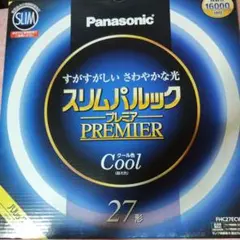 Panasonic
16000
SLIM
すがすがしい さわやかな光
スリムパルック
プレミア
PREMIER
クール色
Cool
27形